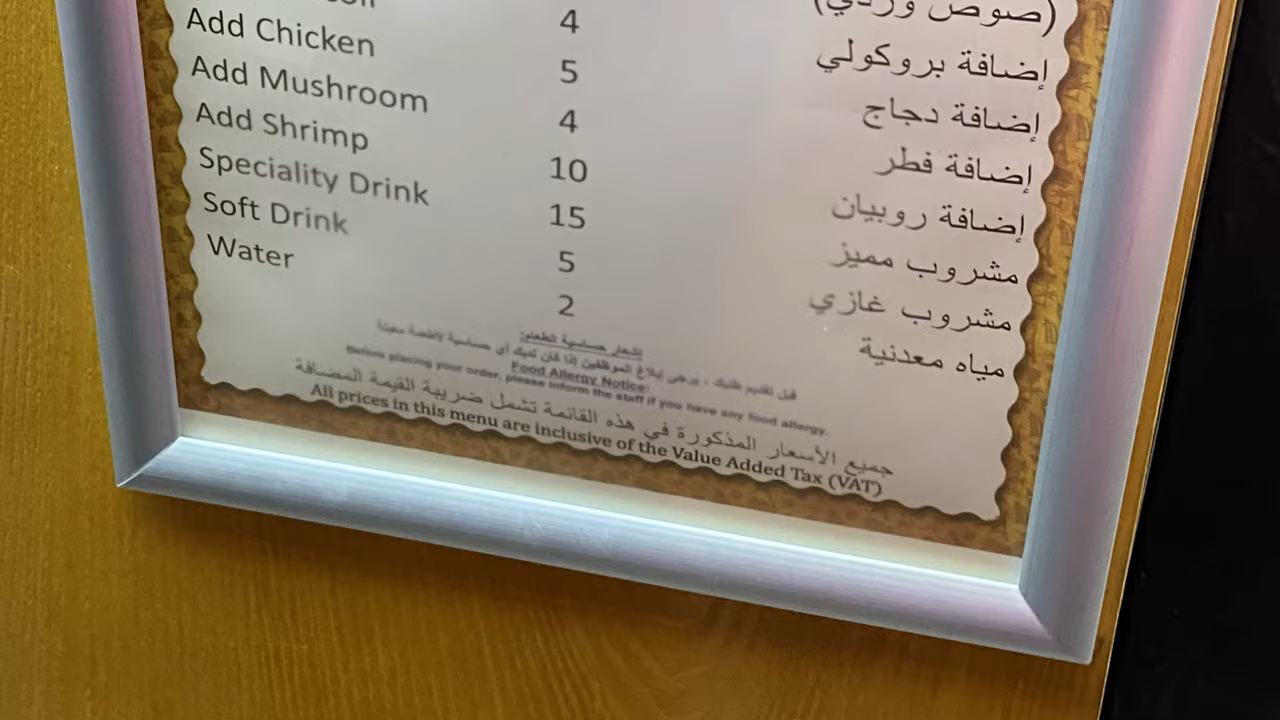 (صوص وردي)
4 إضافة بروكولي
Add Chicken 5 إضافة دجاج
Add Mushroom 4 إضافة فطر
Add Shrimp 10 إضافة روبيان
Speciality Drink 15 مشروب مميز
Soft Drink 5 مشروب غازي
Water 2 مياه معدنية
إشعار حساسية الطعام:
قبل تقديم طلبك ، يرجى إبلاغ الموظفين إذا كان لديك أي حساسية لأطعمة معينة
Food Allergy Notice:
Before placing your order, please inform the staff if you have any food allergy.
جميع الأسعار المذكورة في هذه القائمة تشمل ضريبة القيمة المضافة
All prices in this menu are inclusive of the Value Added Tax (VAT)